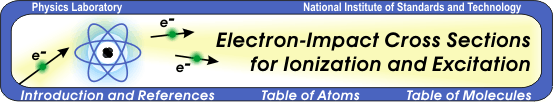 Physics Laboratory
National Institute of Standards and Technology
e-
e-
e-
Electron-Impact Cross Sections
for Ionization and Excitation
Introduction and References
Table of Atoms
Table of Molecules